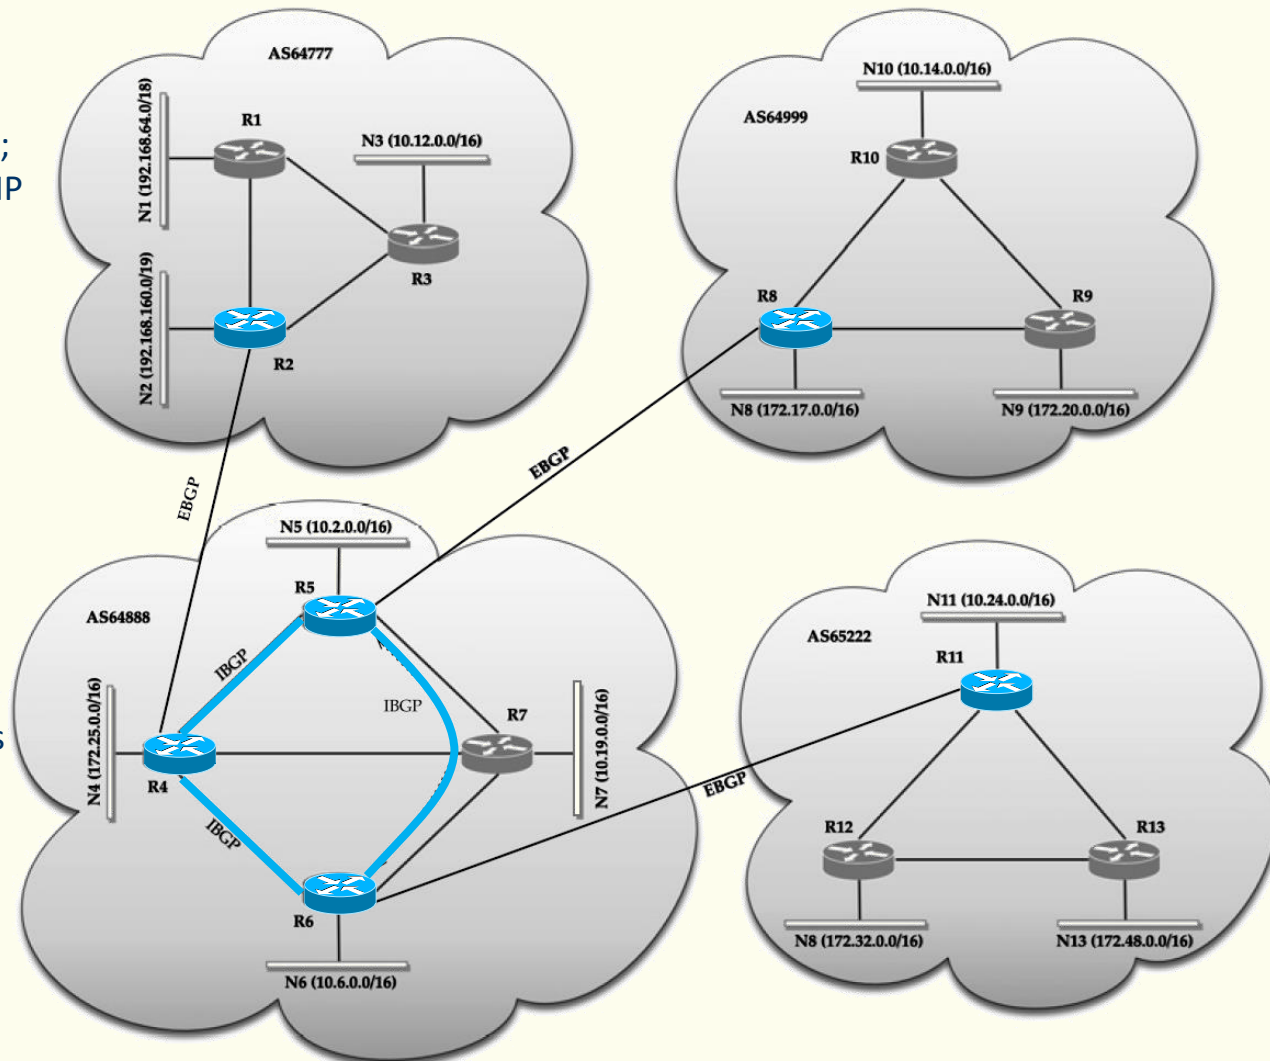 ;
IP
s
AS64777
N1 (192.168.64.0/18)
R1
N3 (10.12.0.0/16)
R3
N2 (192.168.160.0/19)
R2
EBGP
AS64999
N10 (10.14.0.0/16)
R10
R8
R9
N8 (172.17.0.0/16)
N9 (172.20.0.0/16)
EBGP
AS64888
N5 (10.2.0.0/16)
R5
IBGP
IBGP
R7
N7 (10.19.0.0/16)
N4 (172.25.0.0/16)
R4
IBGP
R6
N6 (10.6.0.0/16)
EBGP
AS65222
N11 (10.24.0.0/16)
R11
R12
R13
N8 (172.32.0.0/16)
N13 (172.48.0.0/16)